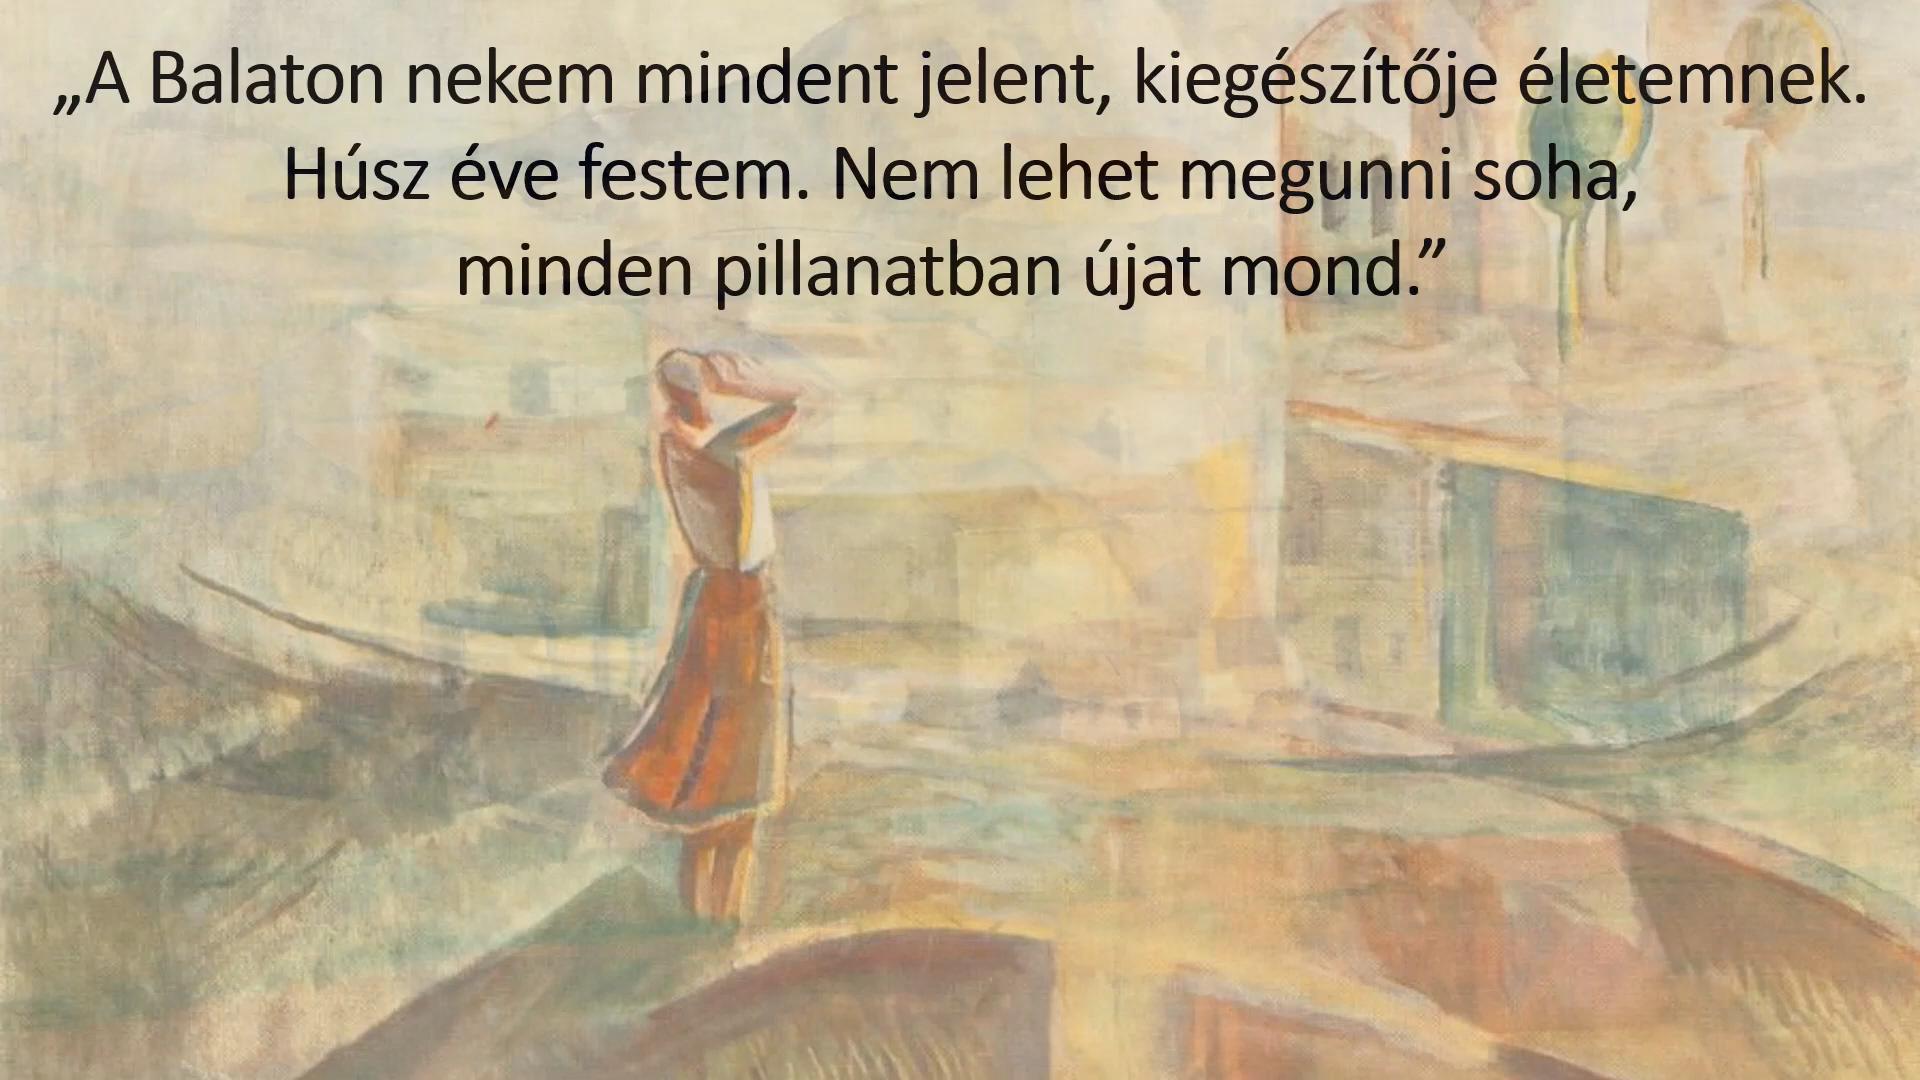 „A Balaton nekem mindent jelent, kiegészítője életemnek.
Húsz éve festem. Nem lehet megunni soha,
minden pillanatban újat mond.”